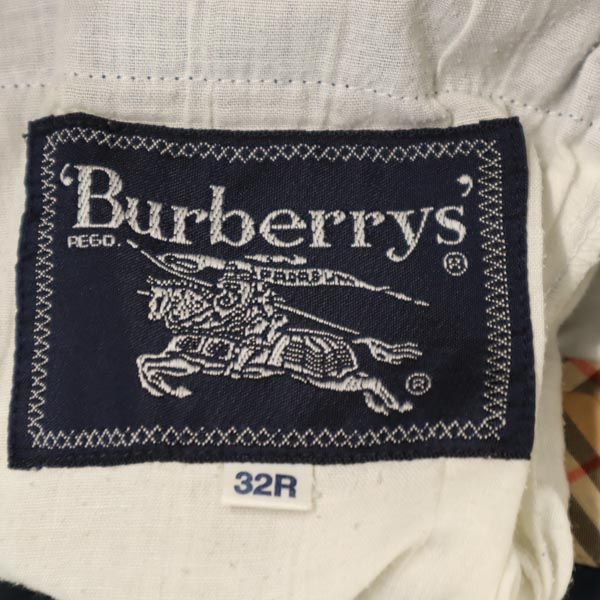 'Burberrys'
REGD.
®
®
32R